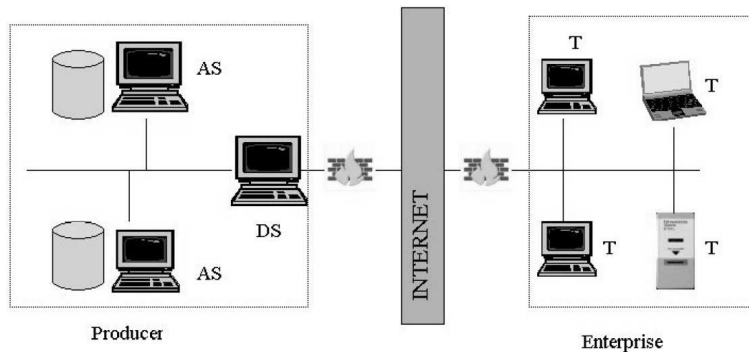 AS
DS
AS
Producer
INTERNET
T
T
T
T
Enterprise